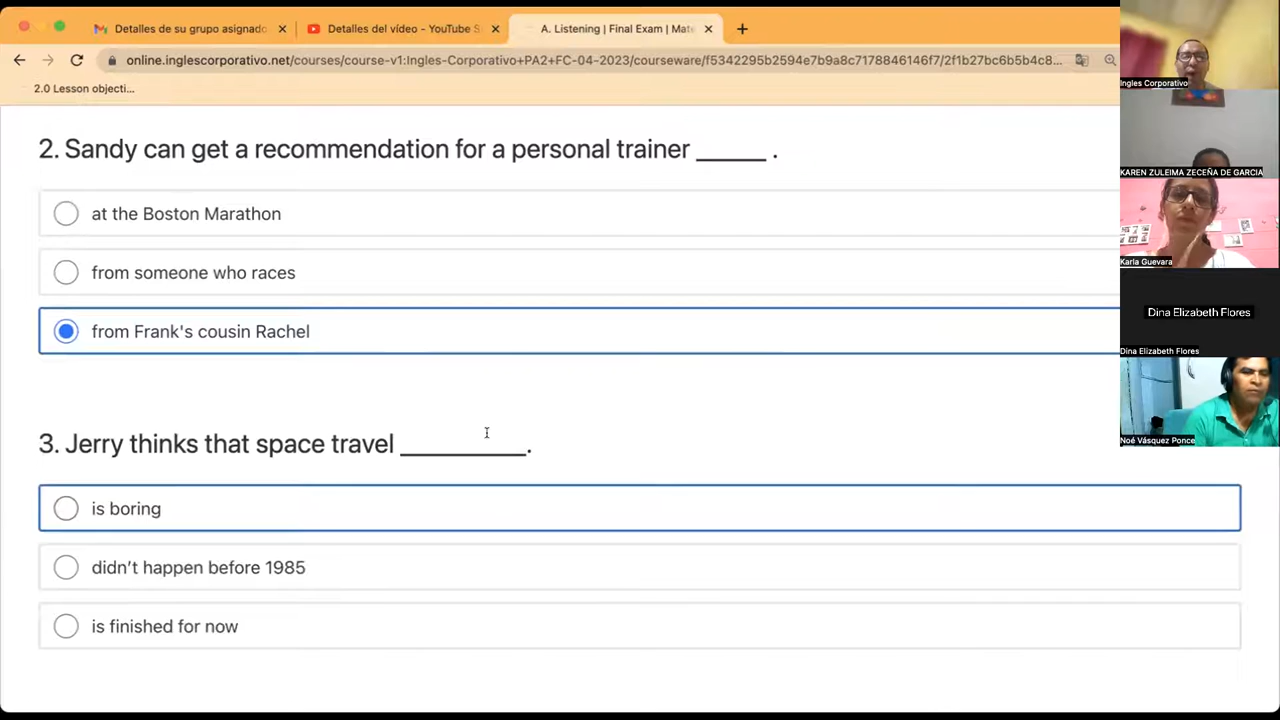 Detalles de su grupo asignado
Detalles del vídeo - YouTube S
A. Listening | Final Exam | Mate
online.inglescorporativo.net/courses/course-v1:Ingles-Corporativo+PA2+FC-04-2023/courseware/f5342295b2594e7b9a8c7178846146f7/2f1b27bc6b5b4c8...
2.0 Lesson objecti...
2. Sandy can get a recommendation for a personal trainer ______ .
at the Boston Marathon
from someone who races
from Frank's cousin Rachel
3. Jerry thinks that space travel ___________.
is boring
didn't happen before 1985
is finished for now
Ingles Corporativo
KAREN ZULEIMA ZECEÑA DE GARCIA
Karla Guevara
Dina Elizabeth Flores
Dina Elizabeth Flores
Noé Vásquez Ponce